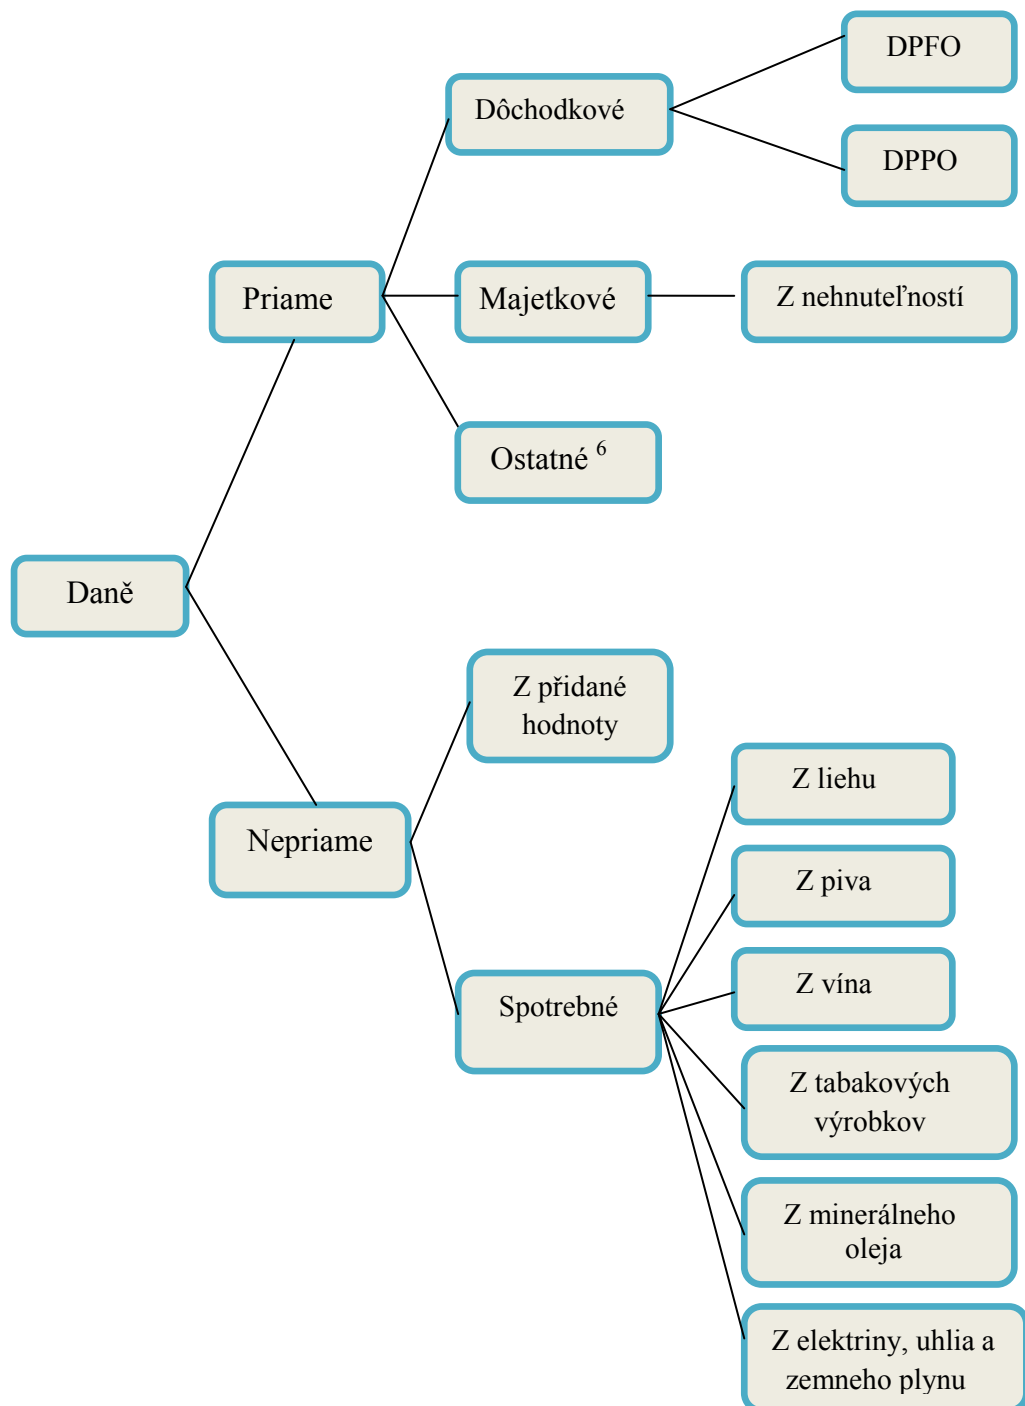 DPFO
Dôchodkové
DPPO
Priame
Majetkové
Z nehnuteľností
Ostatné ⁶
Daně
Z přidané
hodnoty
Z liehu
Nepriame
Z piva
Z vína
Spotrebné
Z tabakových
výrobkov
Z minerálneho
oleja
Z elektriny, uhlia a
zemneho plynu